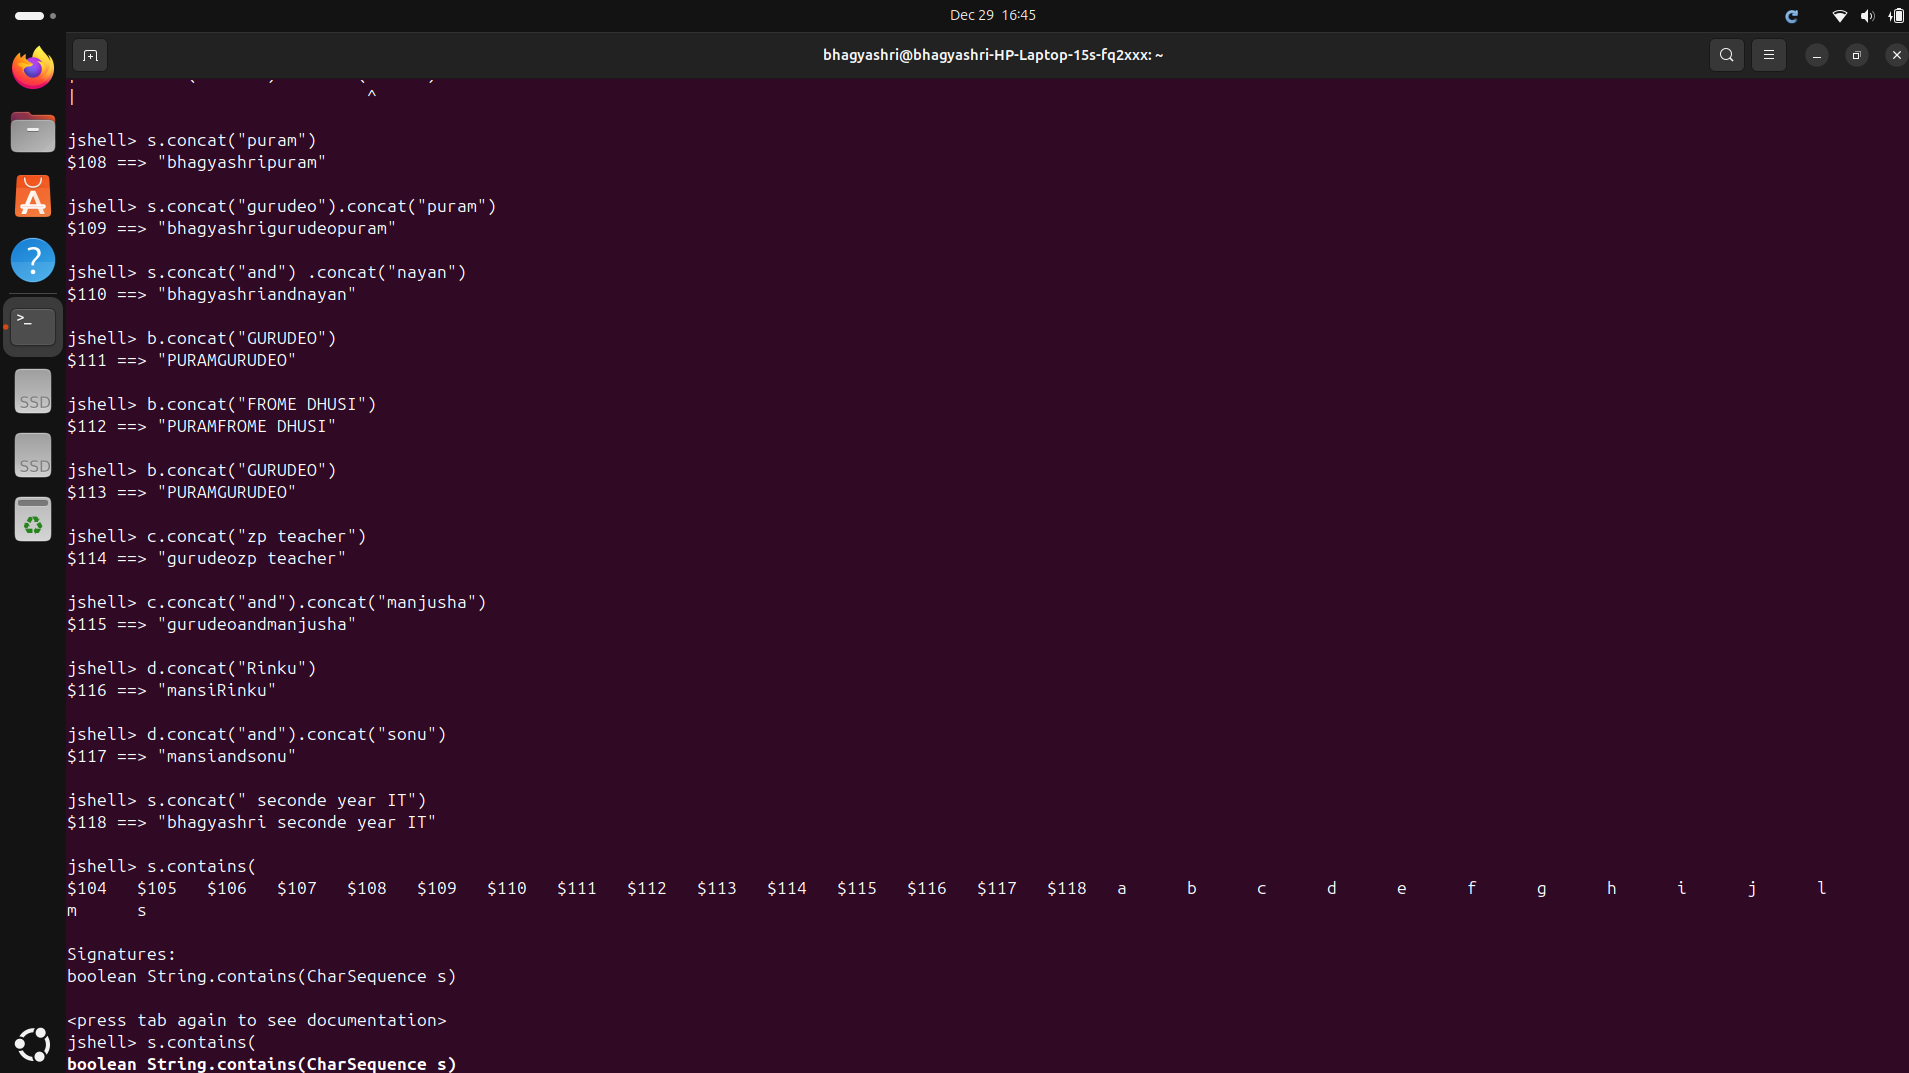 Dec 29 16:45
bhagyashri@bhagyashri-HP-Laptop-15s-fq2xxx: ~
| ^
jshell> s.concat("puram")
$108 ==> "bhagyashripuram"
jshell> s.concat("gurudeo").concat("puram")
$109 ==> "bhagyashrigurudeopuram"
jshell> s.concat("and") .concat("nayan")
$110 ==> "bhagyashriandnayan"
jshell> b.concat("GURUDEO")
$111 ==> "PURAMGURUDEO"
jshell> b.concat("FROME DHUSI")
$112 ==> "PURAMFROME DHUSI"
jshell> b.concat("GURUDEO")
$113 ==> "PURAMGURUDEO"
jshell> c.concat("zp teacher")
$114 ==> "gurudeozp teacher"
jshell> c.concat("and").concat("manjusha")
$115 ==> "gurudeoandmanjusha"
jshell> d.concat("Rinku")
$116 ==> "mansiRinku"
jshell> d.concat("and").concat("sonu")
$117 ==> "mansiandsonu"
jshell> s.concat(" seconde year IT")
$118 ==> "bhagyashri seconde year IT"
jshell> s.contains(
$104 $105 $106 $107 $108 $109 $110 $111 $112 $113 $114 $115 $116 $117 $118 a b c d e f g h i j l
m s
Signatures:
boolean String.contains(CharSequence s)
<press tab again to see documentation>
jshell> s.contains(
boolean String.contains(CharSequence s)
SSD
SSD